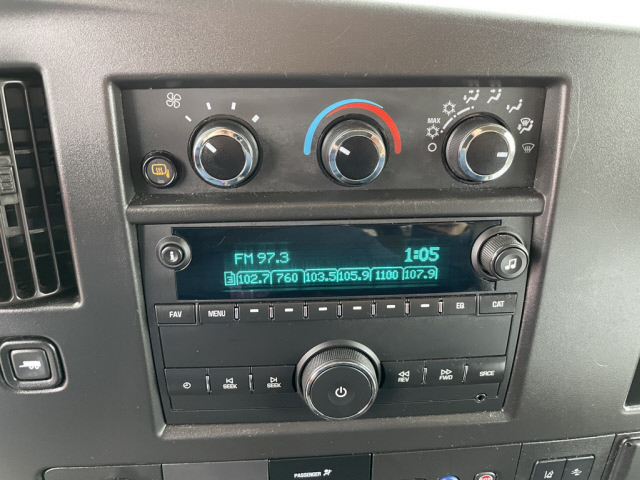 MAX
FM 97.3 1:05
102.7 760 103.5 105.9 1100 107.9
FAV MENU EQ CAT
SEEK SEEK REV FWD SRCE
PASSENGER